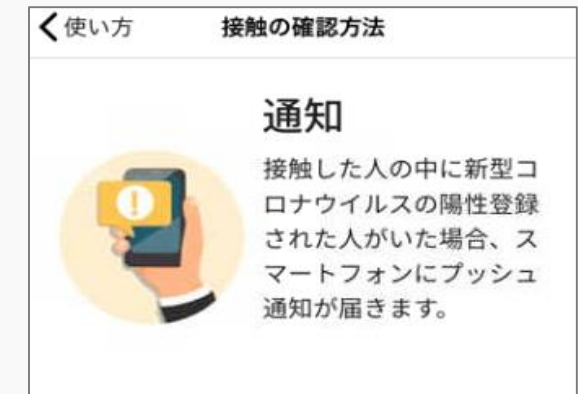 使い方 接触の確認方法
通知
接触した人の中に新型コ
ロナウイルスの陽性登録
された人がいた場合、ス
マートフォンにプッシュ
通知が届きます。